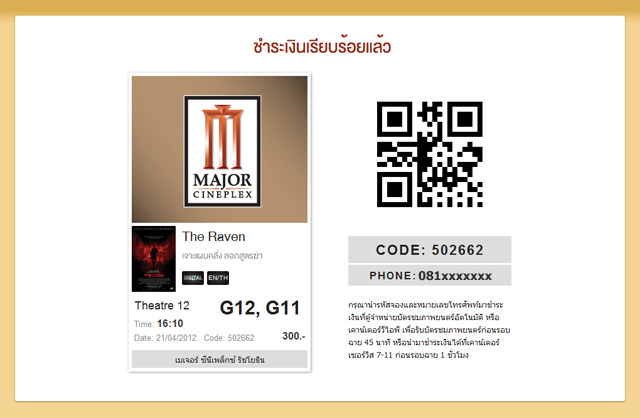 ชำระเงินเรียบร้อยแล้ว
MAJOR
CINEPLEX
The Raven
เจาะแผนคลั่ง ลอกสูตรฆ่า
DIGITAL EN/TH
Theatre 12 G12, G11
Time: 16:10
Date: 21/04/2012 Code: 502662 300.-
เมเจอร์ ซีนีเพล็กซ์ รัชโยธิน
CODE: 502662
PHONE: 081xxxxxxx
กรุณานำรหัสจองและหมายเลขโทรศัพท์มาชำระ
เงินที่ตู้จำหน่ายบัตรชมภาพยนตร์อัตโนมัติ หรือ
เคาน์เตอร์วีไอพี เพื่อรับบัตรชมภาพยนตร์ก่อนรอบ
ฉาย 45 นาที หรือนำมาชำระเงินได้ที่เคาน์เตอร์
เซอร์วิส 7-11 ก่อนรอบฉาย 1 ชั่วโมง